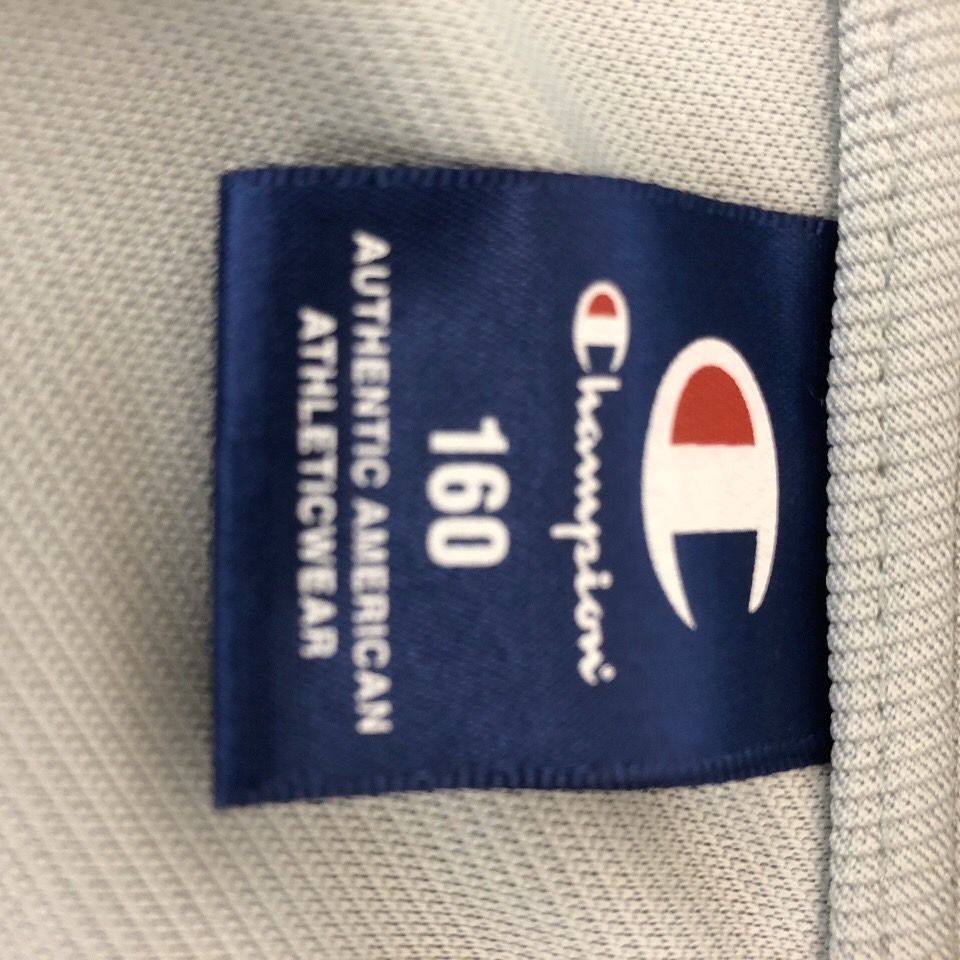 Champion
160
AUTHENTIC AMERICAN
ATHLETICWEAR